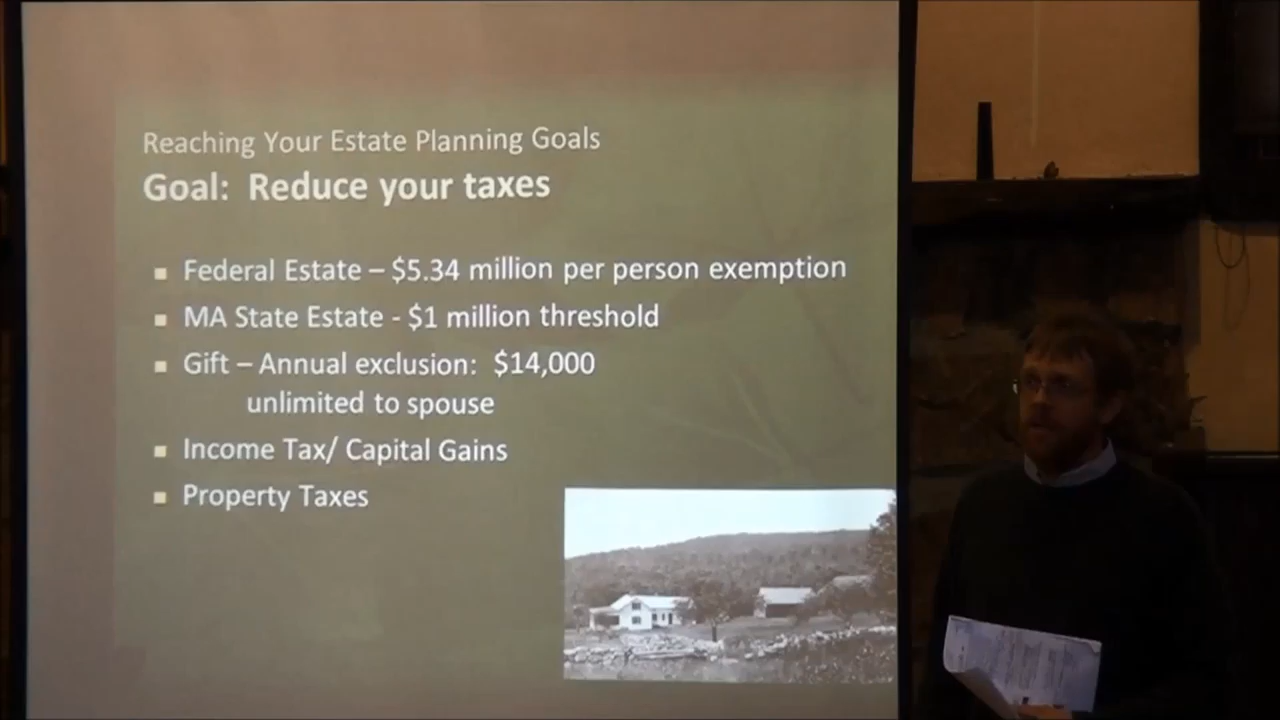 Reaching Your Estate Planning Goals
Goal: Reduce your taxes
▪ Federal Estate – $5.34 million per person exemption
▪ MA State Estate - $1 million threshold
▪ Gift – Annual exclusion: $14,000
unlimited to spouse
▪ Income Tax/ Capital Gains
▪ Property Taxes